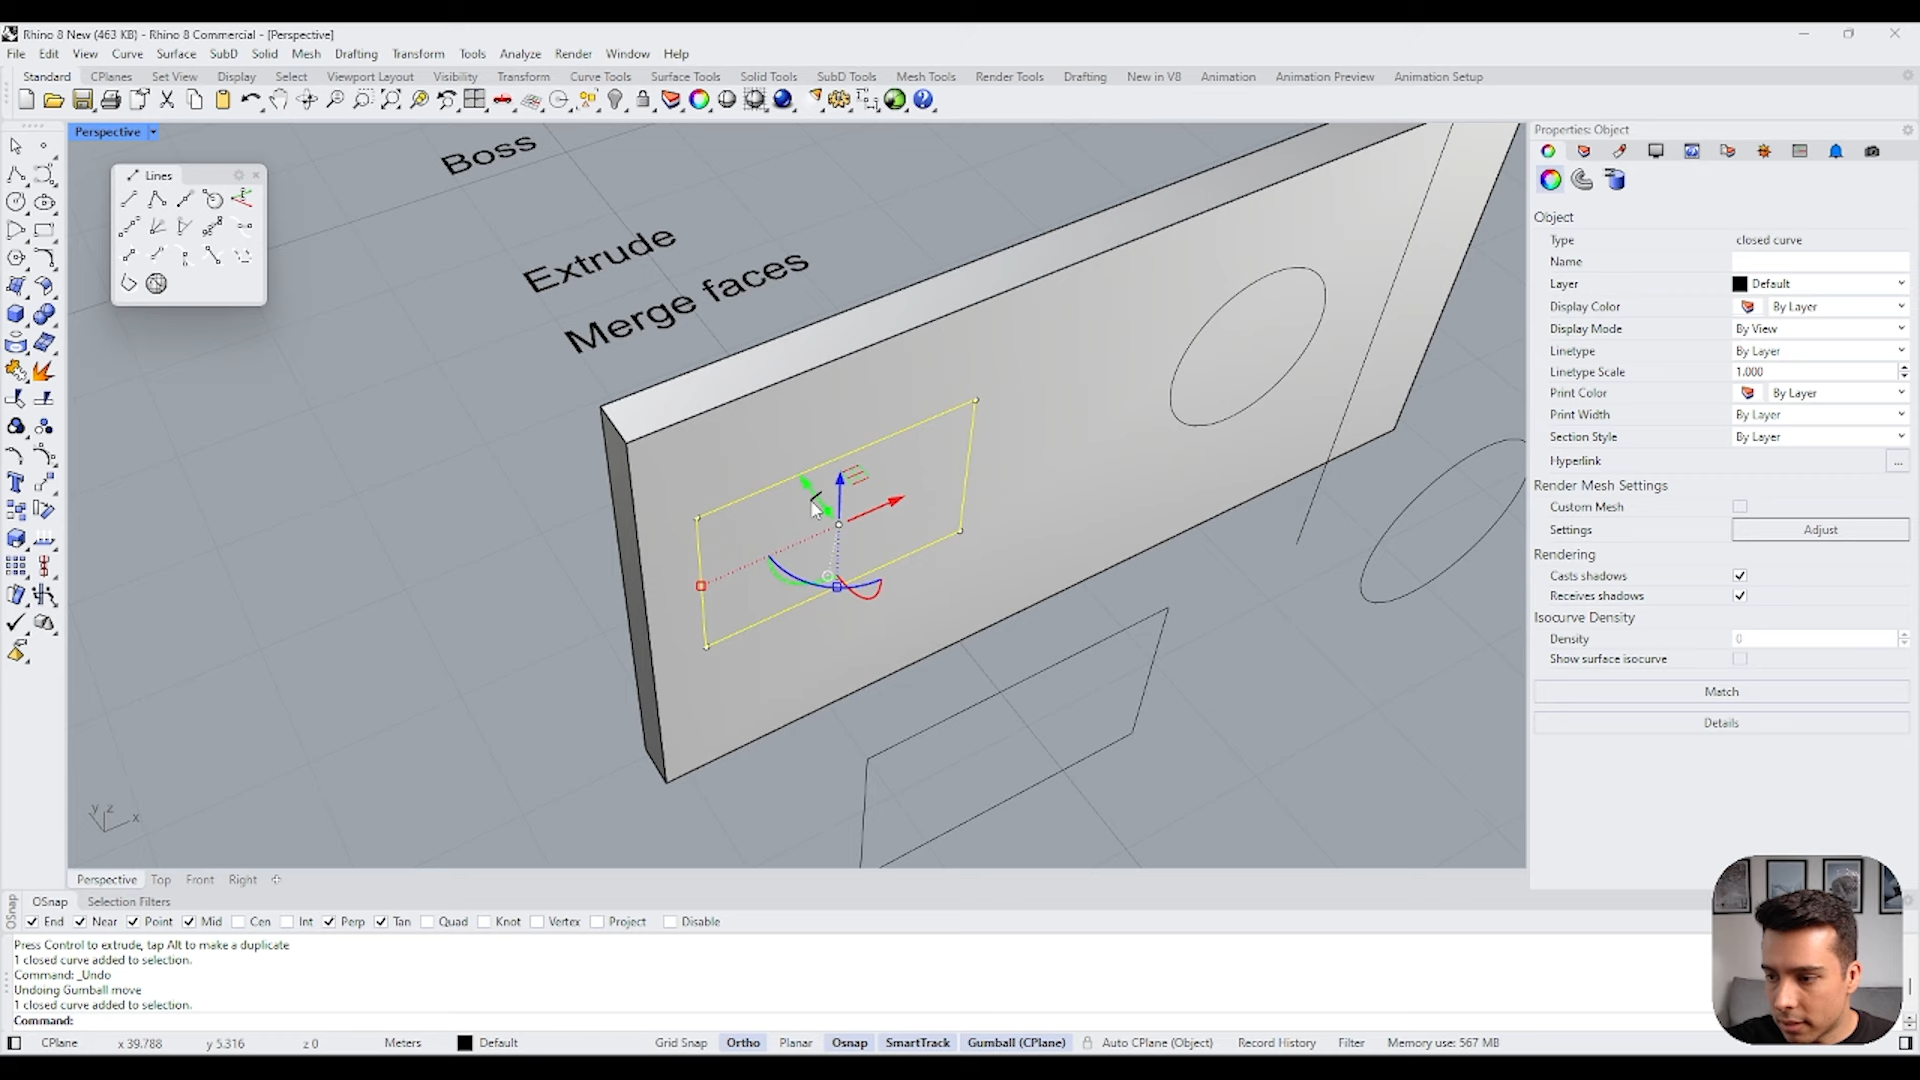 Rhino 8 New (463 KB) - Rhino 8 Commercial - [Perspective]
File Edit View Curve Surface SubD Solid Mesh Drafting Transform Tools Analyze Render Window Help
Standard CPlanes Set View Display Select Viewport Layout Visibility Transform Curve Tools Surface Tools Solid Tools SubD Tools Mesh Tools Render Tools Drafting New in V8 Animation Animation Preview Animation Setup
Perspective
Lines
Boss
Extrude
Merge faces
y z x
Perspective Top Front Right
Properties: Object
Object
Type closed curve
Name
Layer Default
Display Color By Layer
Display Mode By View
Linetype By Layer
Linetype Scale 1.000
Print Color By Layer
Print Width By Layer
Section Style By Layer
Hyperlink ...
Render Mesh Settings
Custom Mesh
Settings Adjust
Rendering
Casts shadows
Receives shadows
Isocurve Density
Density 0
Show surface isocurve
Match
Details
OSnap
OSnap Selection Filters
End Near Point Mid Cen Int Perp Tan Quad Knot Vertex Project Disable
Press Control to extrude, tap Alt to make a duplicate
1 closed curve added to selection.
Command: _Undo
Undoing Gumball move
1 closed curve added to selection.
Command:
CPlane x 39.788 y 5.316 z 0 Meters Default Grid Snap Ortho Planar Osnap SmartTrack Gumball (CPlane) Auto CPlane (Object) Record History Filter Memory use: 567 MB